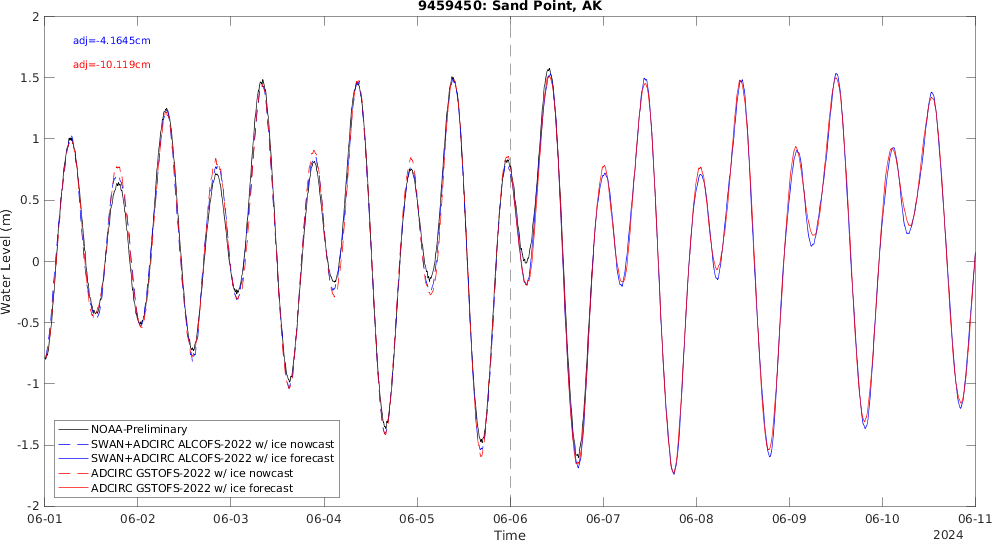 9459450: Sand Point, AK
adj=-4.1645cm
adj=-10.119cm
Water Level (m)
2
1.5
1
0.5
0
-0.5
-1
-1.5
-2
NOAA-Preliminary
SWAN+ADCIRC ALCOFS-2022 w/ ice nowcast
SWAN+ADCIRC ALCOFS-2022 w/ ice forecast
ADCIRC GSTOFS-2022 w/ ice nowcast
ADCIRC GSTOFS-2022 w/ ice forecast
06-01 06-02 06-03 06-04 06-05 06-06 06-07 06-08 06-09 06-10 06-11
Time
2024